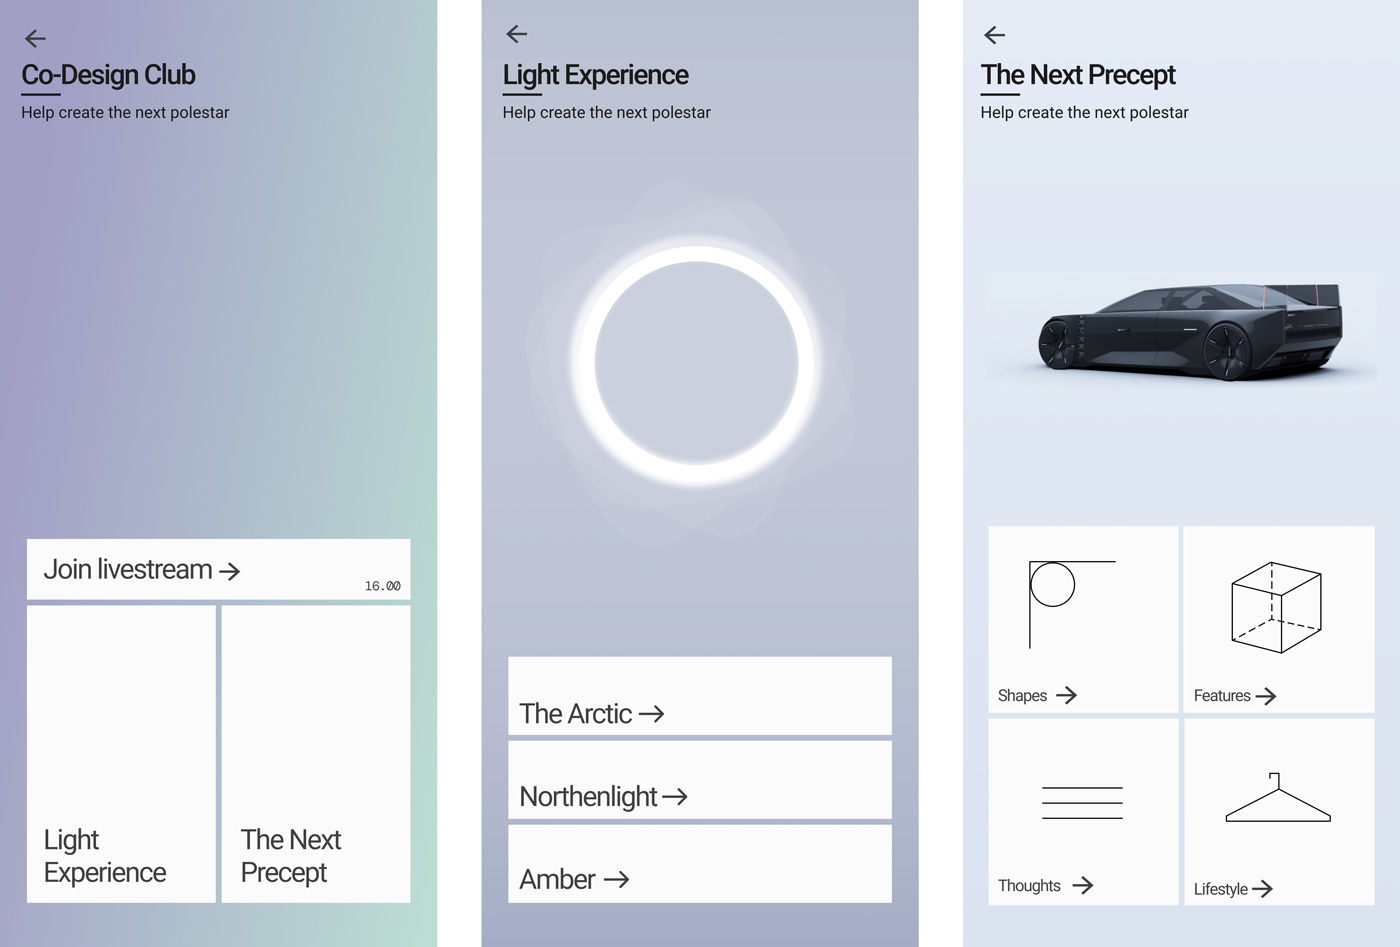 Co-Design Club
Help create the next polestar
Join livestream
16.00
Light
Experience
The Next
Precept
Light Experience
Help create the next polestar
The Arctic
Northenlight
Amber
The Next Precept
Help create the next polestar
Shapes
Features
Thoughts
Lifestyle